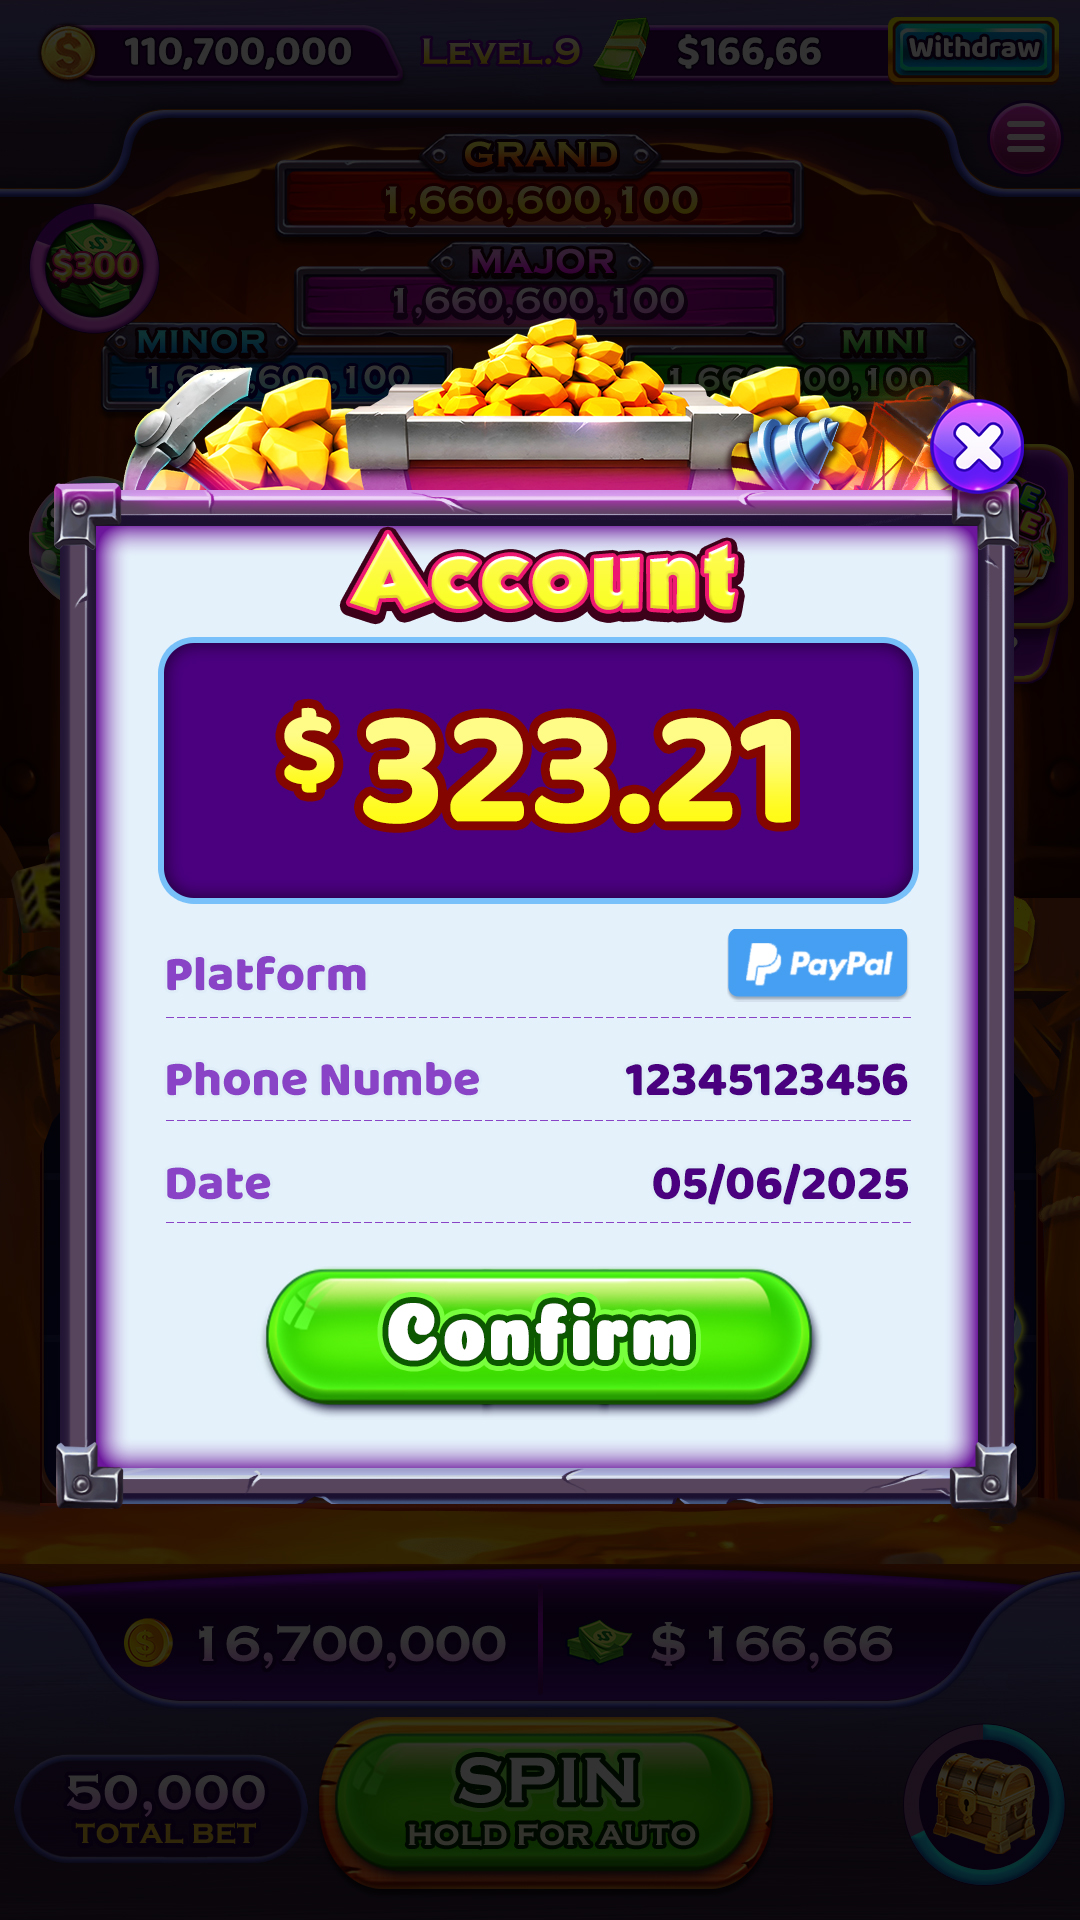 110,700,000 LEVEL.9 $166,66 Withdraw
GRAND
1,660,600,100
$300
MAJOR
1,660,600,100
MINOR
MINI
Account
$323.21
Platform PayPal
Phone Numbe 12345123456
Date 05/06/2025
Confirm
16,700,000 $ 166,66
50,000
TOTAL BET
SPIN
HOLD FOR AUTO